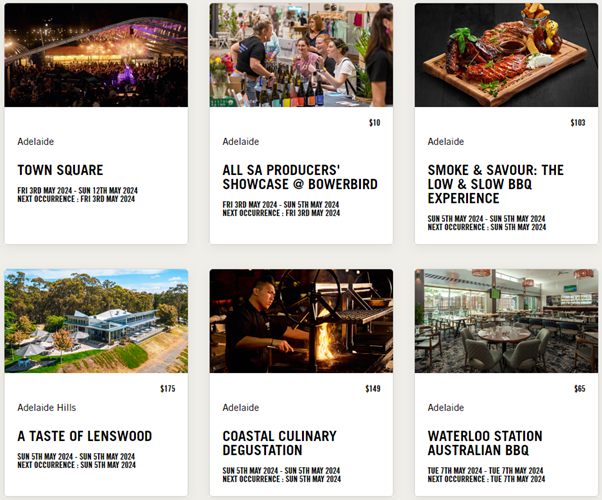 Adelaide
TOWN SQUARE
FRI 3RD MAY 2024 - SUN 12TH MAY 2024
NEXT OCCURRENCE : FRI 3RD MAY 2024
$10
Adelaide
ALL SA PRODUCERS'
SHOWCASE @ BOWERBIRD
FRI 3RD MAY 2024 - SUN 5TH MAY 2024
NEXT OCCURRENCE : FRI 3RD MAY 2024
$103
Adelaide
SMOKE & SAVOUR: THE
LOW & SLOW BBQ
EXPERIENCE
SUN 5TH MAY 2024 - SUN 5TH MAY 2024
NEXT OCCURRENCE : SUN 5TH MAY 2024
$175
Adelaide Hills
A TASTE OF LENSWOOD
SUN 5TH MAY 2024 - SUN 5TH MAY 2024
NEXT OCCURRENCE : SUN 5TH MAY 2024
$149
Adelaide
COASTAL CULINARY
DEGUSTATION
SUN 5TH MAY 2024 - SUN 5TH MAY 2024
NEXT OCCURRENCE : SUN 5TH MAY 2024
$65
Adelaide
WATERLOO STATION
AUSTRALIAN BBQ
TUE 7TH MAY 2024 - TUE 7TH MAY 2024
NEXT OCCURRENCE : TUE 7TH MAY 2024